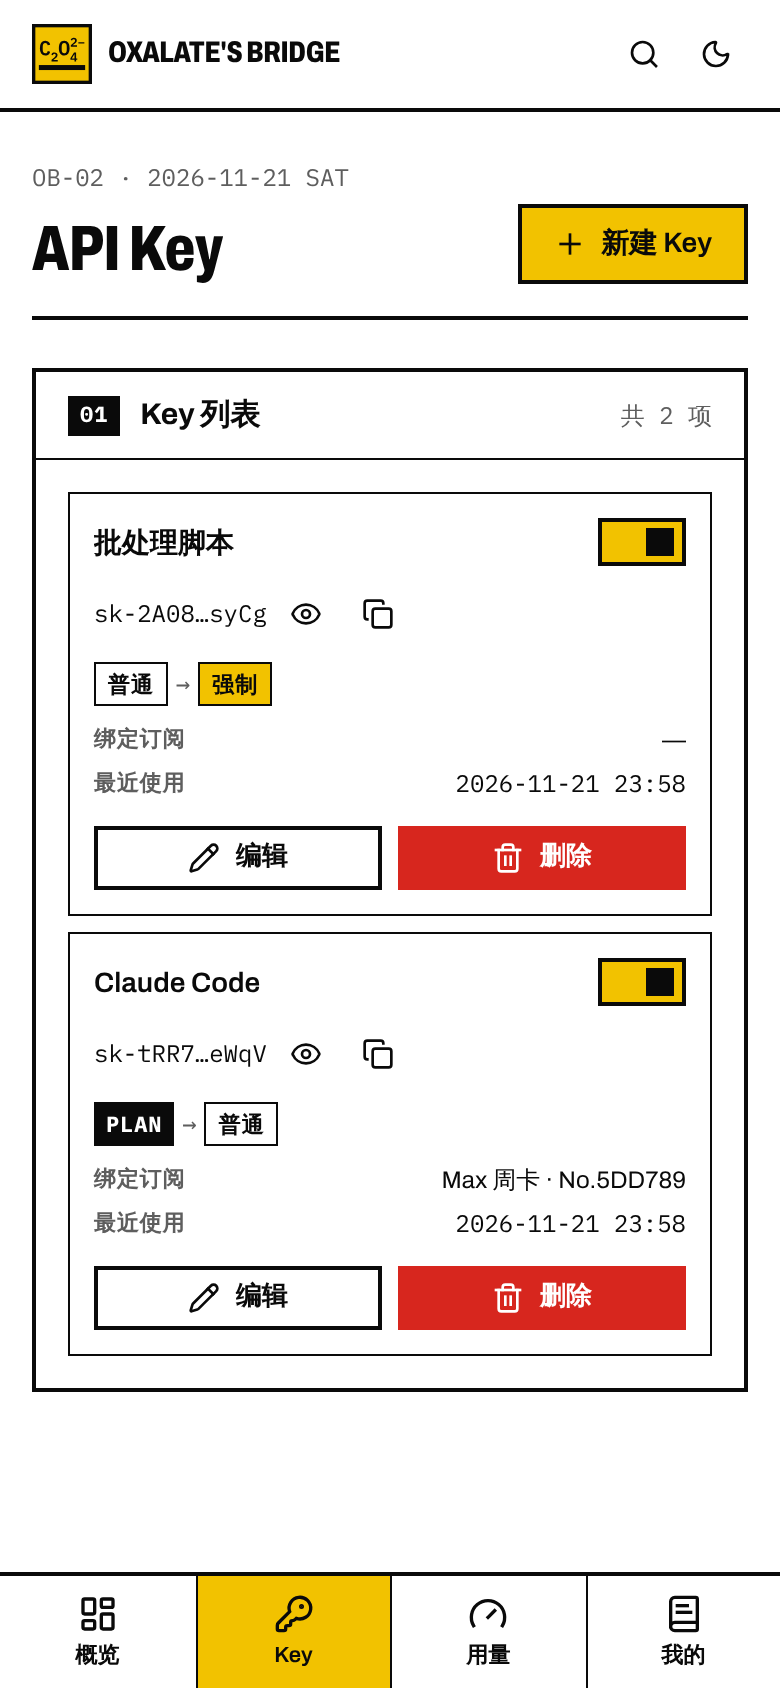 C₂O₄²⁻ OXALATE'S BRIDGE
OB-02 · 2026-11-21 SAT
API Key
新建 Key
01 Key 列表 共 2 项
批处理脚本
sk-2A08…syCg
普通 → 强制
绑定订阅 —
最近使用 2026-11-21 23:58
编辑 删除
Claude Code
sk-tRR7…eWqV
PLAN → 普通
绑定订阅 Max 周卡 · No.5DD789
最近使用 2026-11-21 23:58
编辑 删除
概览 Key 用量 我的